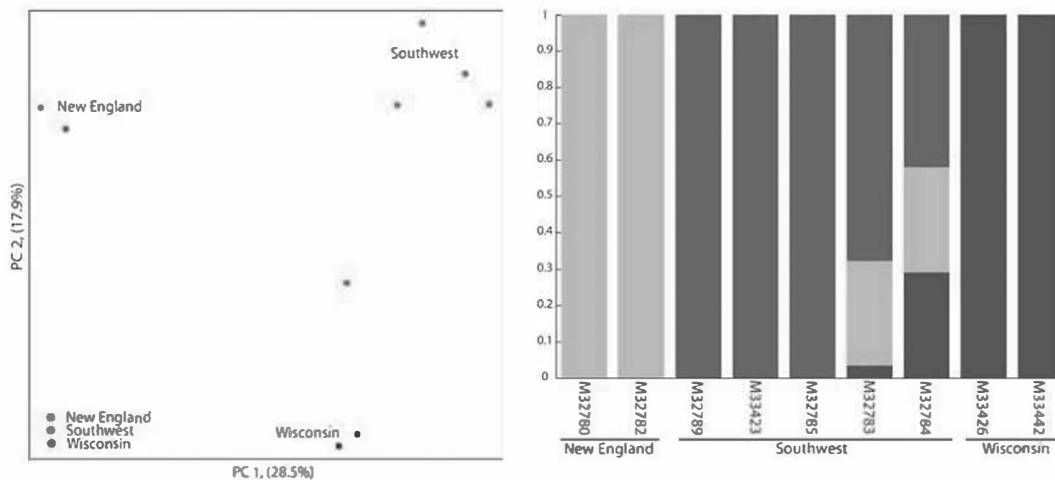 Southwest
New England
PC 2, (17.9%)
New England
Southwest
Wisconsin
Wisconsin
PC 1, (28.5%)
1
0.9
0.8
0.7
0.6
0.5
0.4
0.3
0.2
0.1
0
M32780
M32782
M32789
M33423
M32785
M32783
M32784
M33426
M33442
New England
Southwest
Wisconsin